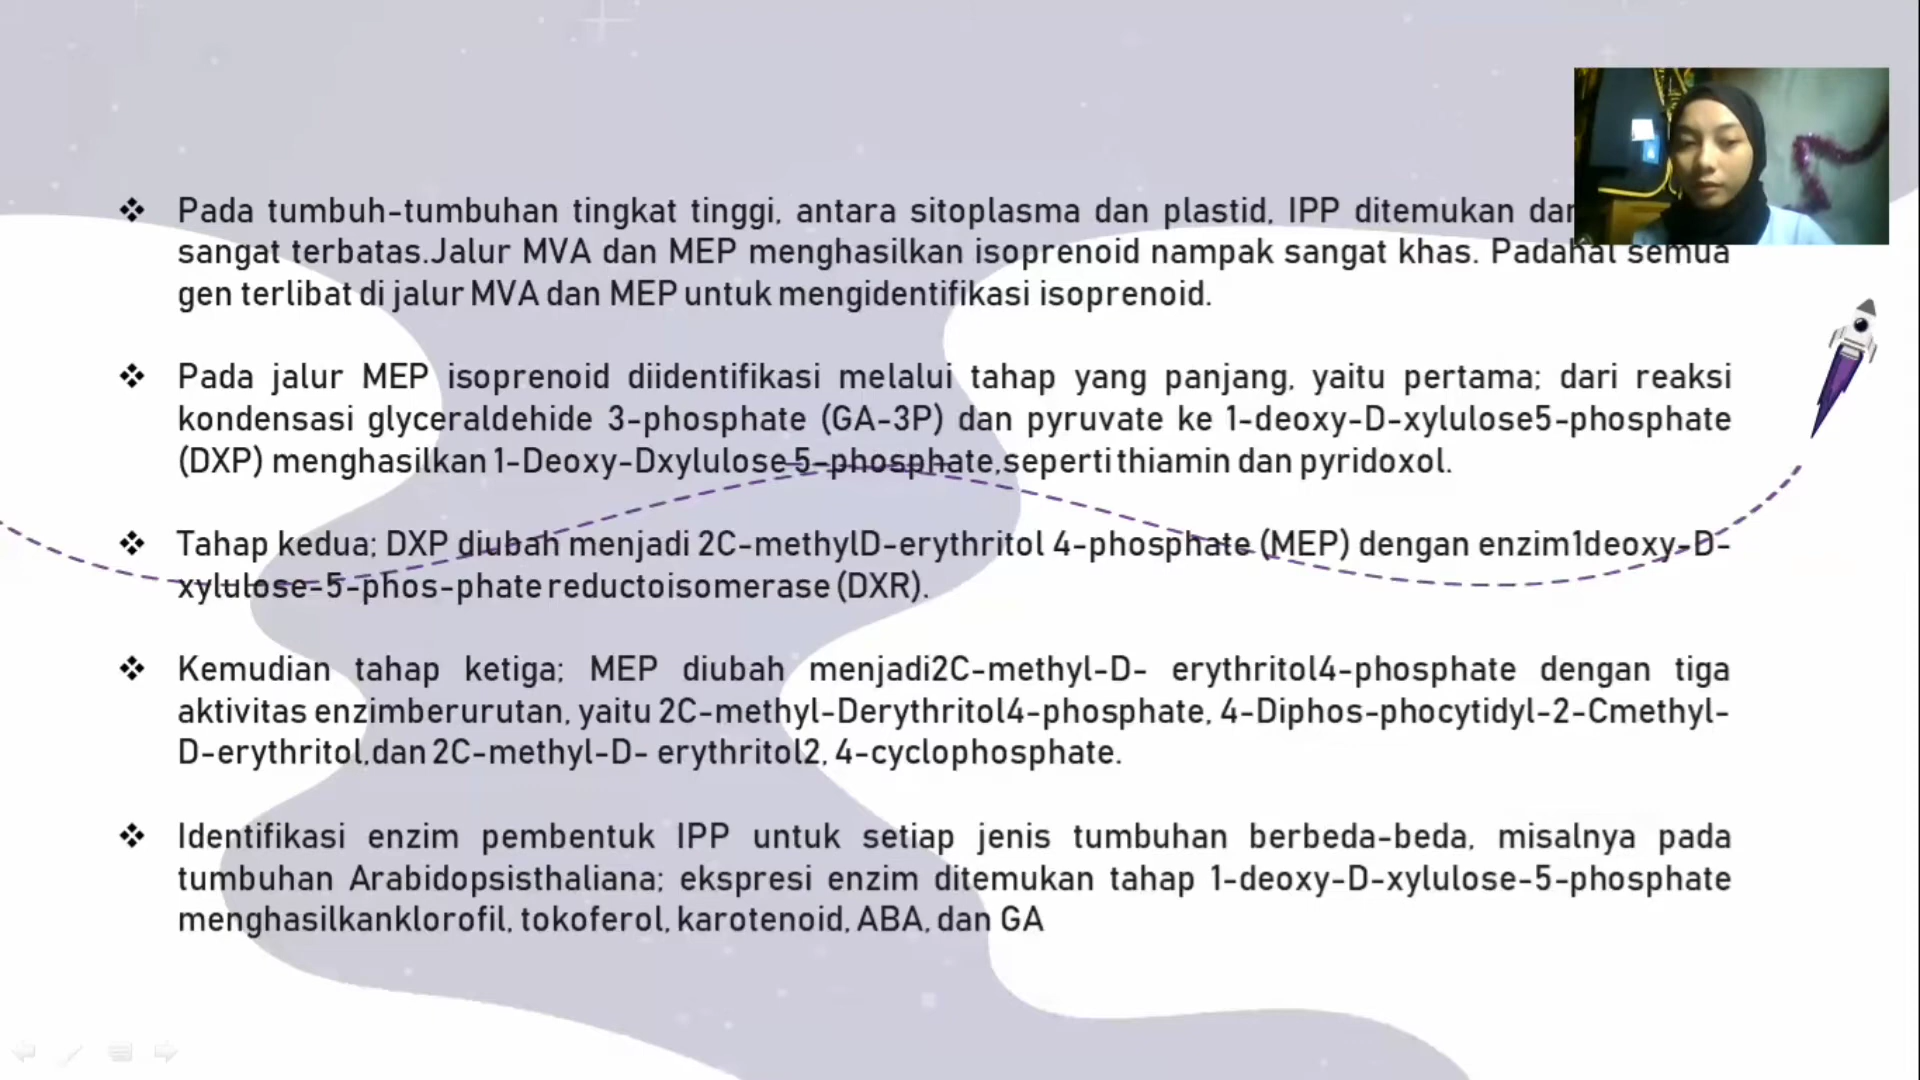 Pada tumbuh-tumbuhan tingkat tinggi, antara sitoplasma dan plastid, IPP ditemukan
sangat terbatas.Jalur MVA dan MEP menghasilkan isoprenoid nampak sangat khas. Padahal semua
gen terlibat di jalur MVA dan MEP untuk mengidentifikasi isoprenoid.
Pada jalur MEP isoprenoid diidentifikasi melalui tahap yang panjang, yaitu pertama; dari reaksi
kondensasi glyceraldehide 3-phosphate (GA-3P) dan pyruvate ke 1-deoxy-D-xylulose5-phosphate
(DXP) menghasilkan 1-Deoxy-Dxylulose 5-phosphate,seperti thiamin dan pyridoxol.
Tahap kedua; DXP diubah menjadi 2C-methylD-erythritol 4-phosphate (MEP) dengan enzim1deoxy-D-
xylulose-5-phos-phate reductoisomerase (DXR).
Kemudian tahap ketiga; MEP diubah menjadi2C-methyl-D- erythritol4-phosphate dengan tiga
aktivitas enzimberurutan, yaitu 2C-methyl-Derythritol4-phosphate, 4-Diphos-phocytidyl-2-Cmethyl-
D-erythritol,dan 2C-methyl-D- erythritol2, 4-cyclophosphate.
Identifikasi enzim pembentuk IPP untuk setiap jenis tumbuhan berbeda-beda, misalnya pada
tumbuhan Arabidopsisthaliana; ekspresi enzim ditemukan tahap 1-deoxy-D-xylulose-5-phosphate
menghasilkanklorofil, tokoferol, karotenoid, ABA, dan GA